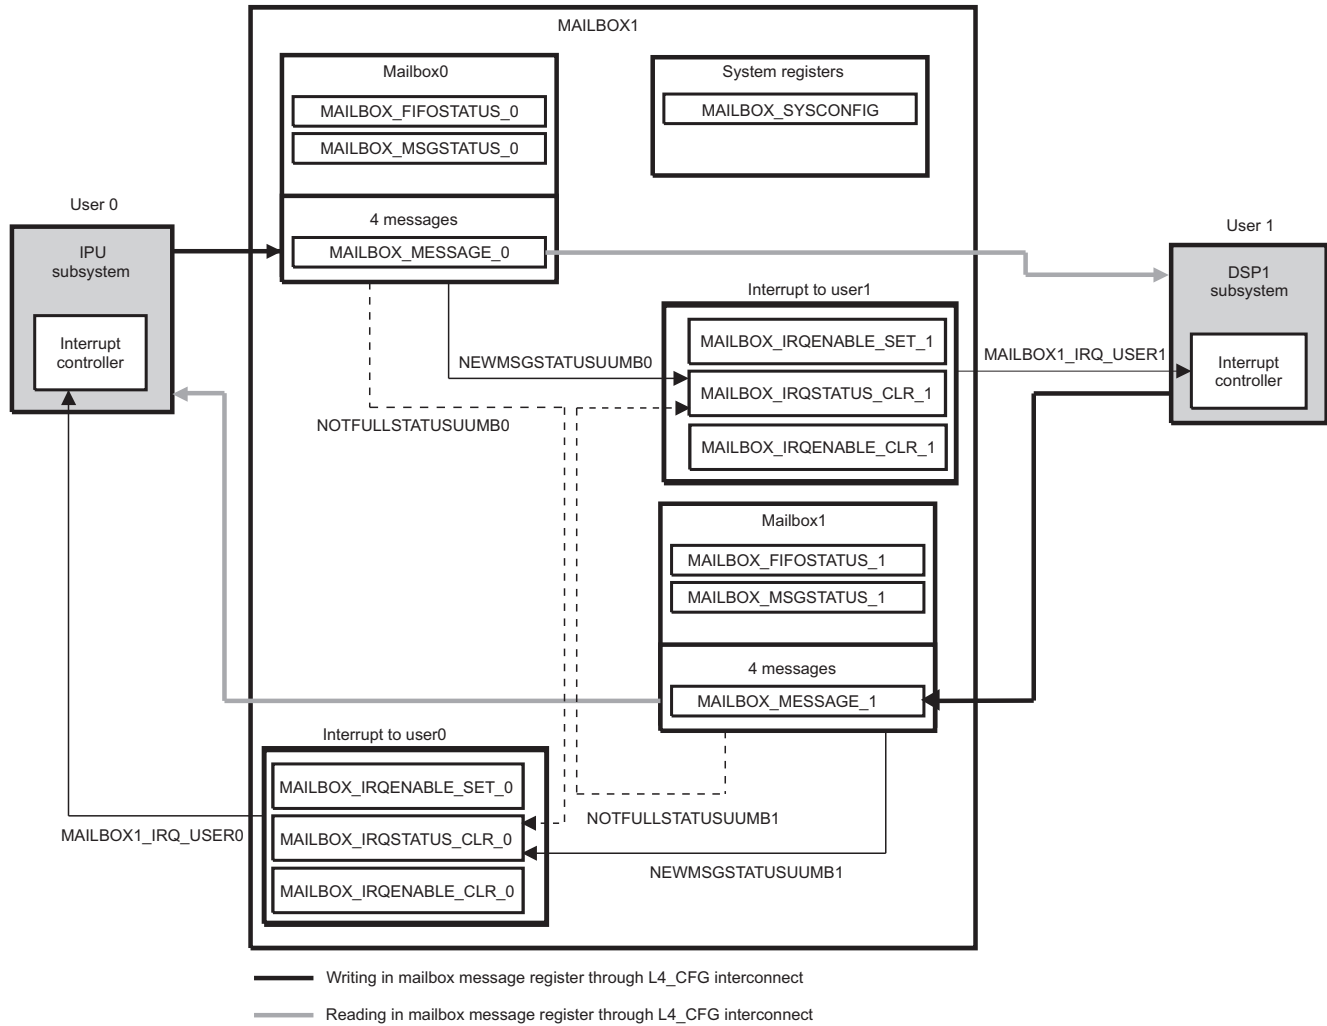 MAILBOX1
Mailbox0
MAILBOX_FIFOSTATUS_0
MAILBOX_MSGSTATUS_0
4 messages
MAILBOX_MESSAGE_0
System registers
MAILBOX_SYSCONFIG
User 0
IPU
subsystem
Interrupt
controller
User 1
DSP1
subsystem
Interrupt
controller
Interrupt to user1
MAILBOX_IRQENABLE_SET_1
MAILBOX_IRQSTATUS_CLR_1
MAILBOX_IRQENABLE_CLR_1
MAILBOX1_IRQ_USER1
NEWMSGSTATUSUUMB0
NOTFULLSTATUSUUMB0
Mailbox1
MAILBOX_FIFOSTATUS_1
MAILBOX_MSGSTATUS_1
4 messages
MAILBOX_MESSAGE_1
Interrupt to user0
MAILBOX_IRQENABLE_SET_0
MAILBOX_IRQSTATUS_CLR_0
MAILBOX_IRQENABLE_CLR_0
MAILBOX1_IRQ_USER0
NOTFULLSTATUSUUMB1
NEWMSGSTATUSUUMB1
Writing in mailbox message register through L4_CFG interconnect
Reading in mailbox message register through L4_CFG interconnect